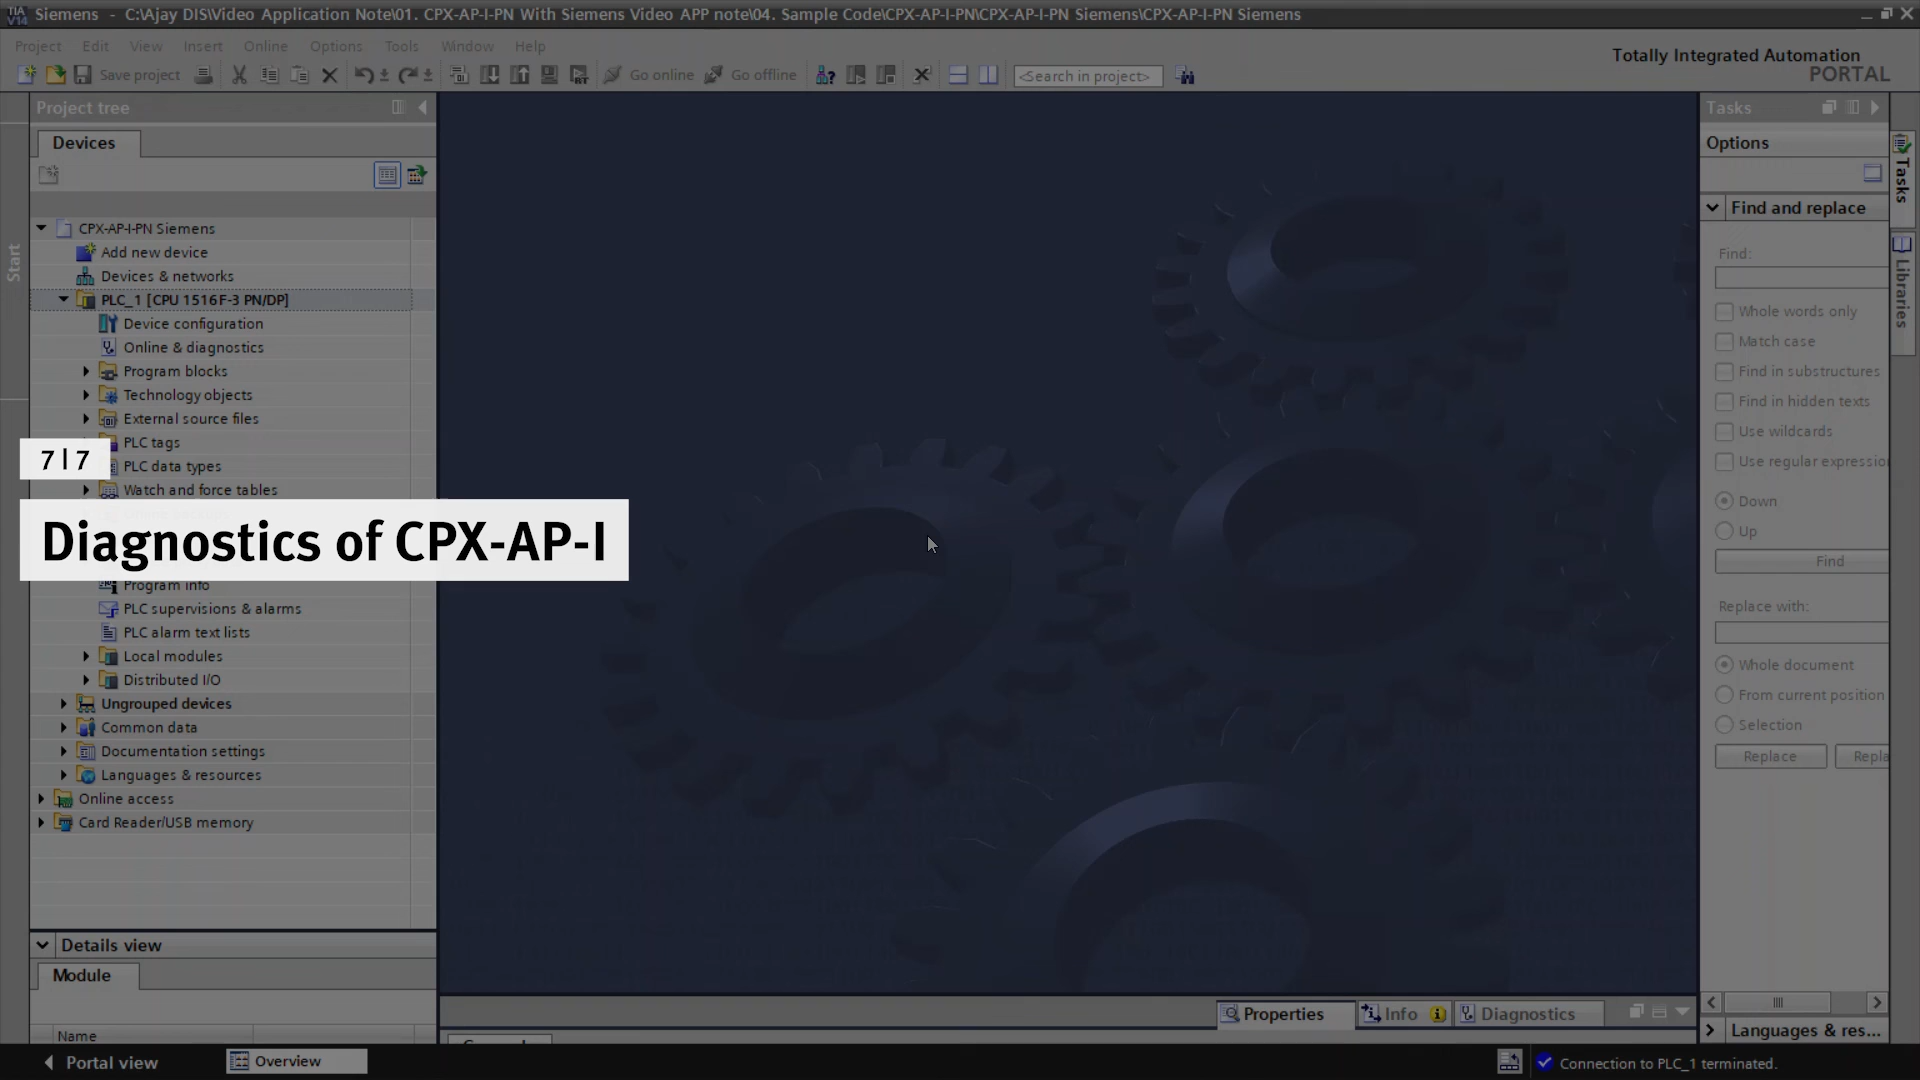 TIA
V14
Siemens - C:\Ajay DIS\Video Application Note\01. CPX-AP-I-PN With Siemens Video APP note\04. Sample Code\CPX-AP-I-PN\CPX-AP-I-PN Siemens\CPX-AP-I-PN Siemens
Project Edit View Insert Online Options Tools Window Help
Totally Integrated Automation
PORTAL
Save project
Go online
Go offline
<Search in project>
Project tree
Tasks
Devices
Options
Start
Tasks
Libraries
Find and replace
CPX-AP-I-PN Siemens
Add new device
Devices & networks
PLC_1 [CPU 1516F-3 PN/DP]
Device configuration
Online & diagnostics
Program blocks
Technology objects
External source files
PLC tags
PLC data types
Watch and force tables
7 | 7
Diagnostics of CPX-AP-I
Program info
PLC supervisions & alarms
PLC alarm text lists
Local modules
Distributed I/O
Ungrouped devices
Common data
Documentation settings
Languages & resources
Online access
Card Reader/USB memory
Find:
Whole words only
Match case
Find in substructures
Find in hidden texts
Use wildcards
Use regular expressio
Down
Up
Find
Replace with:
Whole document
From current position
Selection
Replace
Repla
Languages & res...
Details view
Module
Name
Properties
Info
Diagnostics
Portal view
Overview
Connection to PLC_1 terminated.